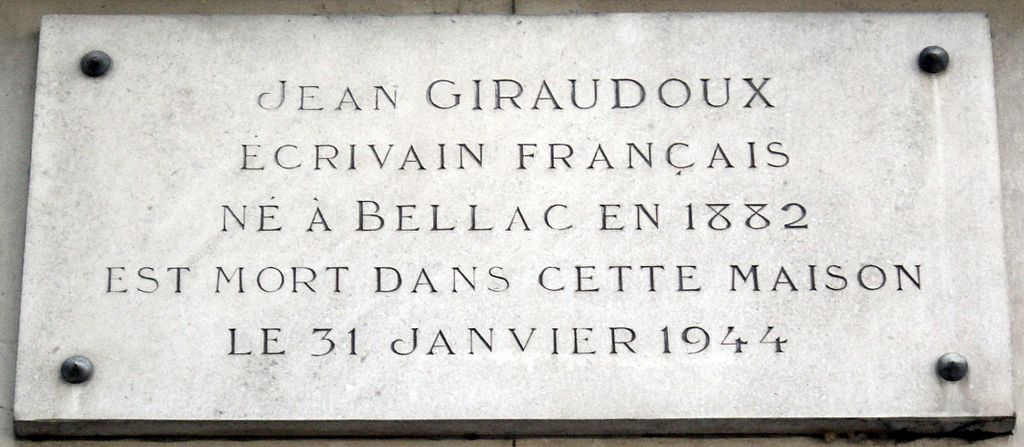 JEAN GIRAUDOUX
ECRIVAIN FRANÇAIS
NÉ À BELLAC EN 1882
EST MORT DANS CETTE MAISON
LE 31 JANVIER 1944